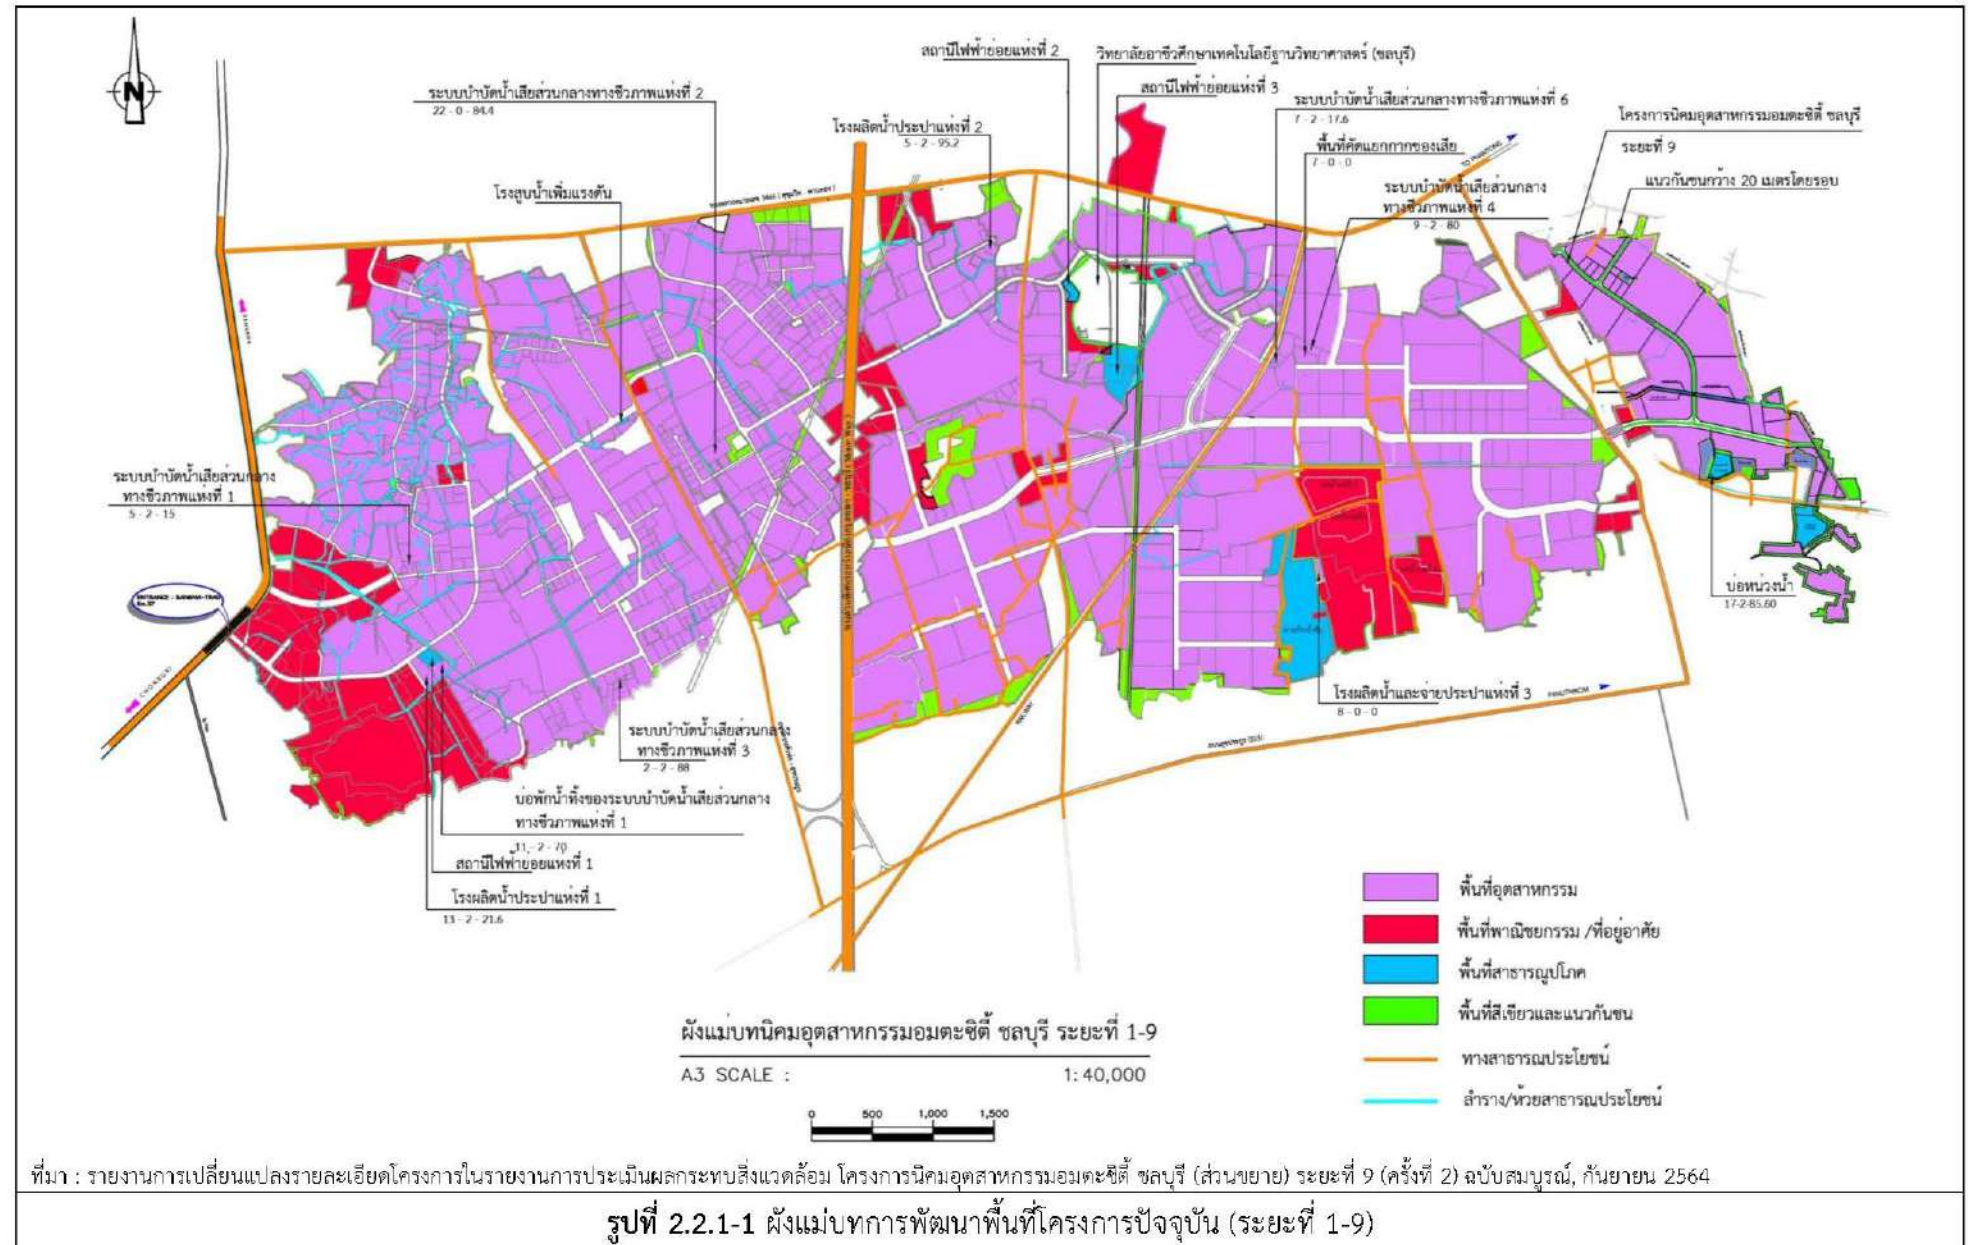 N
สถานีไฟฟ้าย่อยแห่งที่ 2
วิทยาลัยอาชีวศึกษาเทคโนโลยีฐานวิทยาศาสตร์ (ชลบุรี)
สถานีไฟฟ้าย่อยแห่งที่ 3
ระบบบำบัดน้ำเสียส่วนกลางทางชีวภาพแห่งที่ 2
22 - 0 - 84.4
ระบบบำบัดน้ำเสียส่วนกลางทางชีวภาพแห่งที่ 6
7 - 2 - 17.6
โรงผลิตน้ำประปาแห่งที่ 2
5 - 2 - 95.2
โครงการนิคมอุตสาหกรรมอมตะซิตี้ ชลบุรี
ระยะที่ 9
พื้นที่คัดแยกกากของเสีย
7 - 0 - 0
TO PHANTONG
แนวกันชนกว้าง 20 เมตรโดยรอบ
โรงสูบน้ำเพิ่มแรงดัน
ระบบบำบัดน้ำเสียส่วนกลาง
ทางชีวภาพแห่งที่ 4
9 - 2 - 80
ระบบบำบัดน้ำเสียส่วนกลาง
ทางชีวภาพแห่งที่ 1
5 - 2 - 15
ENTRANCE : BANGNA-TRAD
Km.57
CHONBURI
บ่อหน่วงน้ำ
17-2-85.60
โรงผลิตน้ำและจ่ายประปาแห่งที่ 3
8 - 0 - 0
PANUTNIKOM
ระบบบำบัดน้ำเสียส่วนกลาง
ทางชีวภาพแห่งที่ 3
2 - 2 - 88
บ่อพักน้ำทิ้งของระบบบำบัดน้ำเสียส่วนกลาง
ทางชีวภาพแห่งที่ 1
11 - 2 - 70
สถานีไฟฟ้าย่อยแห่งที่ 1
โรงผลิตน้ำประปาแห่งที่ 1
13 - 2 - 21.6
พื้นที่อุตสาหกรรม
พื้นที่พาณิชยกรรม /ที่อยู่อาศัย
พื้นที่สาธารณูปโภค
พื้นที่สีเขียวและแนวกันชน
ทางสาธารณประโยชน์
ลำราง/ห้วยสาธารณประโยชน์
ผังแม่บทนิคมอุตสาหกรรมอมตะซิตี้ ชลบุรี ระยะที่ 1-9
A3 SCALE : 1: 40,000
0 500 1,000 1,500
ที่มา : รายงานการเปลี่ยนแปลงรายละเอียดโครงการในรายงานการประเมินผลกระทบสิ่งแวดล้อม โครงการนิคมอุตสาหกรรมอมตะซิตี้ ชลบุรี (ส่วนขยาย) ระยะที่ 9 (ครั้งที่ 2) ฉบับสมบูรณ์, กันยายน 2564
รูปที่ 2.2.1-1 ผังแม่บทการพัฒนาพื้นที่โครงการปัจจุบัน (ระยะที่ 1-9)